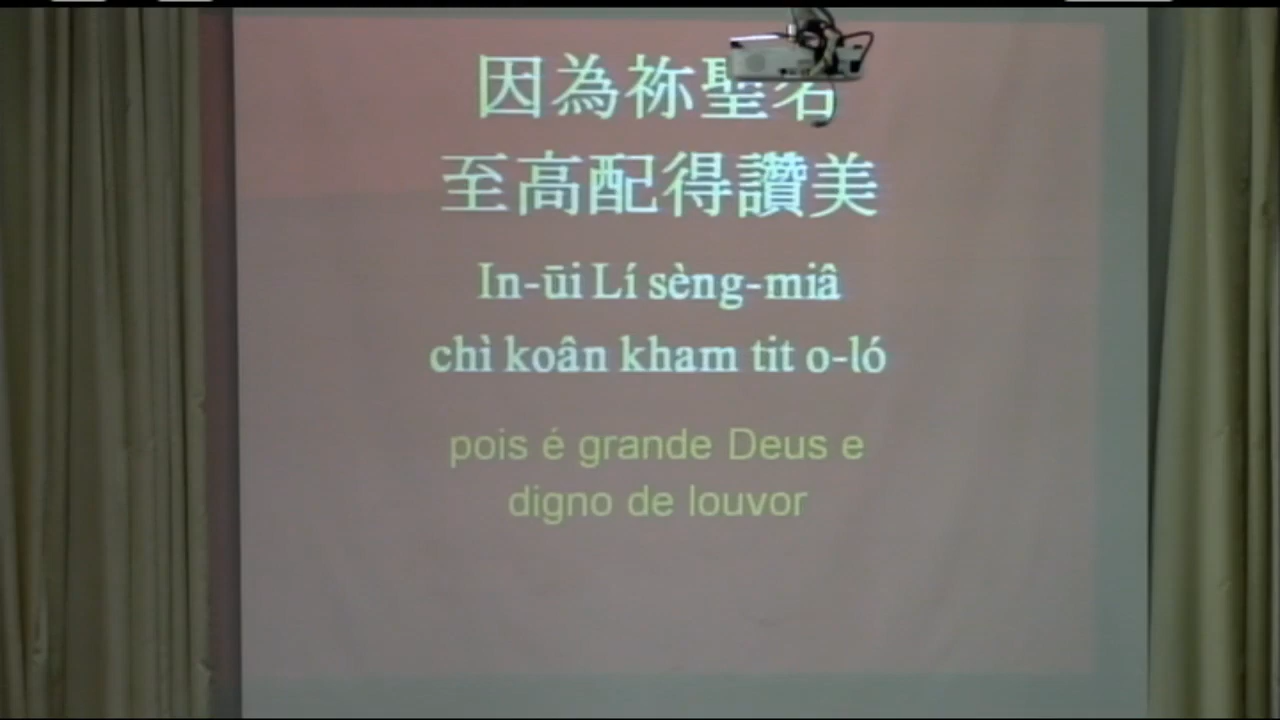 因為祢聖名
至高配得讚美
In-ūi Lí sèng-miâ
chì koân kham tit o-ló
pois é grande Deus e
digno de louvor